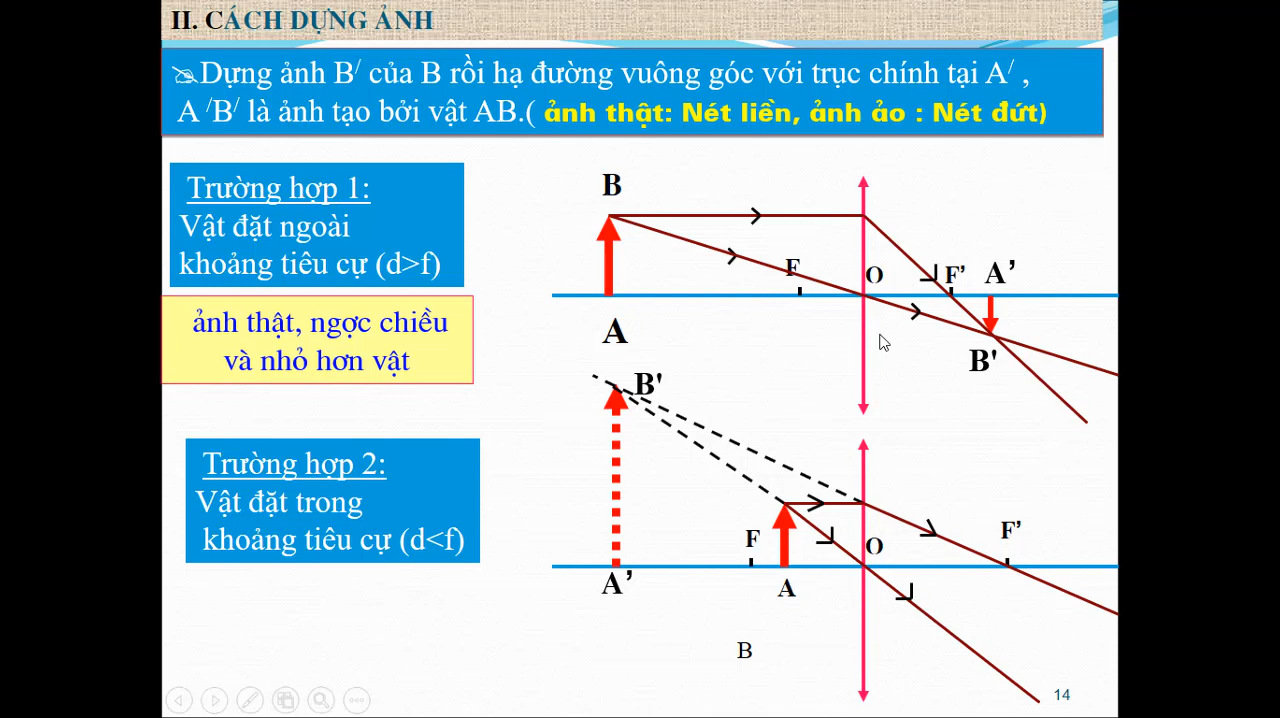 II. CÁCH DỰNG ẢNH
Dựng ảnh B/ của B rồi hạ đường vuông góc với trục chính tại A/ ,
A /B/ là ảnh tạo bởi vật AB.( ảnh thật: Nét liền, ảnh ảo : Nét đứt)
Trường hợp 1:
Vật đặt ngoài
khoảng tiêu cự (d>f)
ảnh thật, ngợc chiều
và nhỏ hơn vật
B
F
O
F’
A’
A
B'
Trường hợp 2:
Vật đặt trong
khoảng tiêu cự (d<f)
B'
F
O
F’
A’
A
B
14